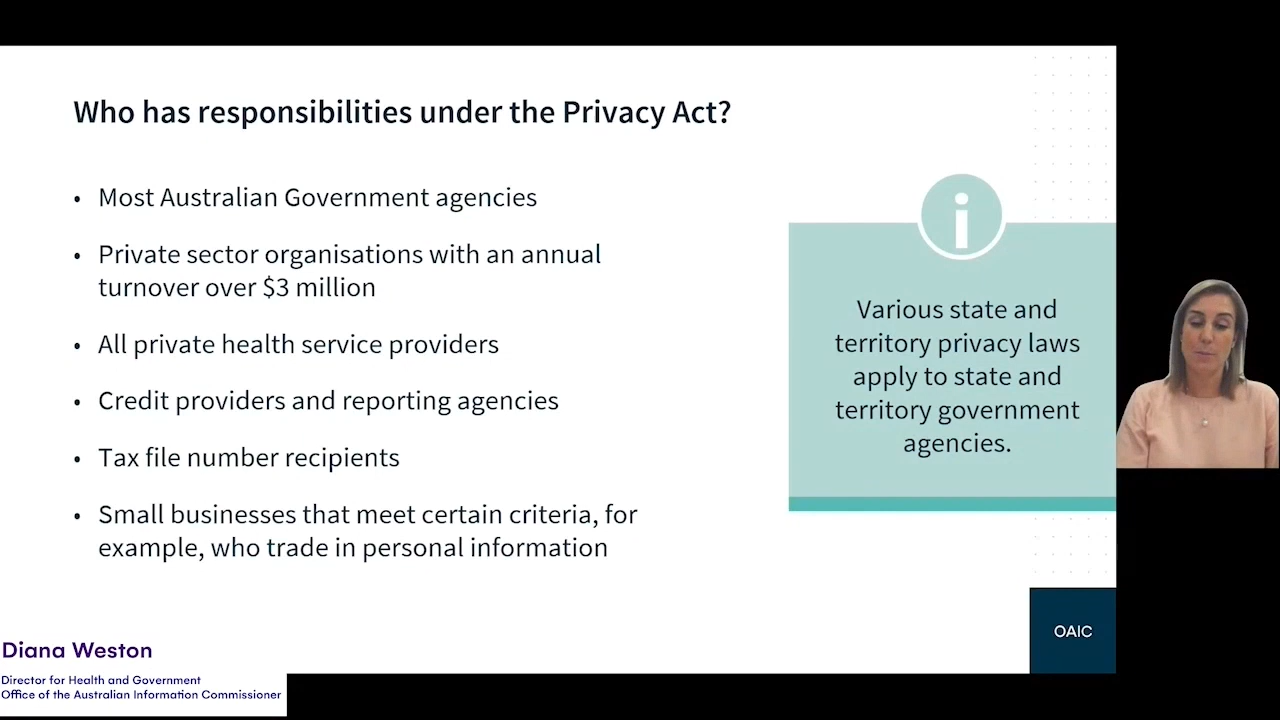 Who has responsibilities under the Privacy Act?
• Most Australian Government agencies
• Private sector organisations with an annual
turnover over $3 million
• All private health service providers
• Credit providers and reporting agencies
• Tax file number recipients
• Small businesses that meet certain criteria, for
example, who trade in personal information
i
Various state and
territory privacy laws
apply to state and
territory government
agencies.
OAIC
Diana Weston
Director for Health and Government
Office of the Australian Information Commissioner